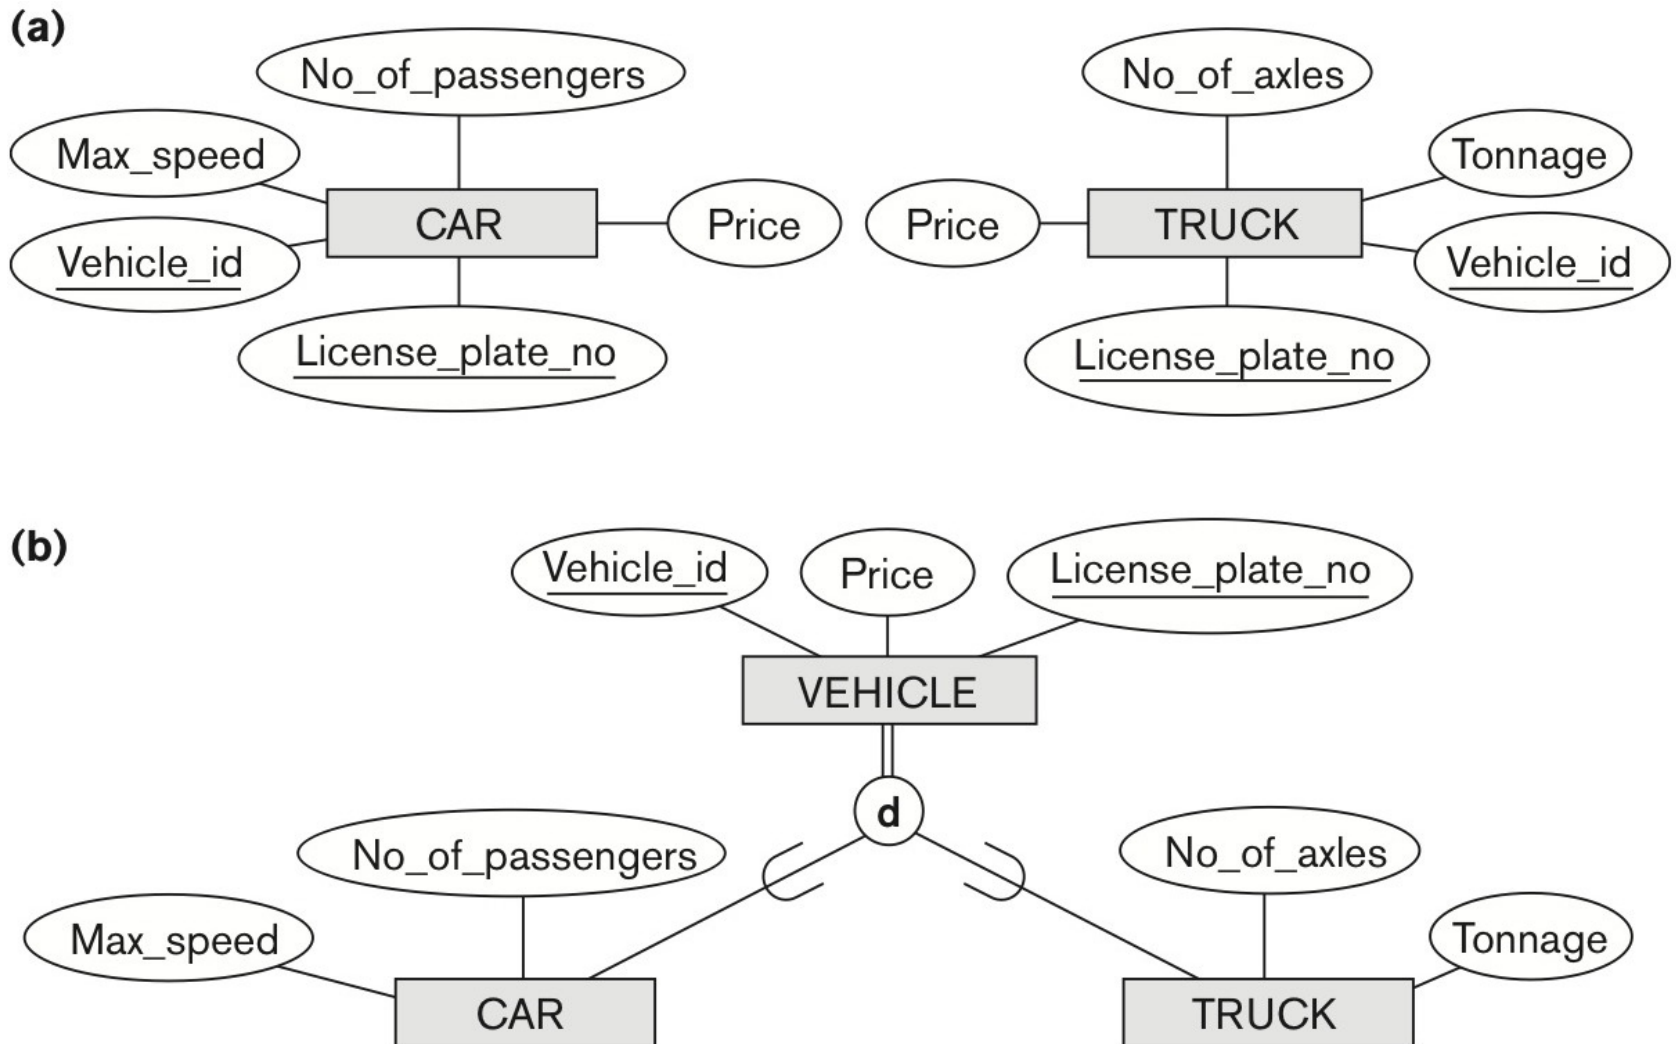 (a)
No_of_passengers
No_of_axles
Max_speed
Tonnage
CAR
Price
Price
TRUCK
Vehicle_id
Vehicle_id
License_plate_no
License_plate_no
(b)
Vehicle_id
Price
License_plate_no
VEHICLE
d
No_of_passengers
No_of_axles
Max_speed
Tonnage
CAR
TRUCK